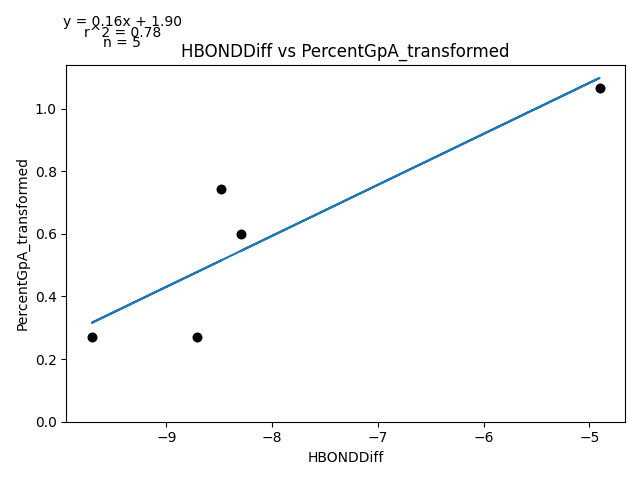 y = 0.16x + 1.90
r^2 = 0.78
n = 5
HBONDDiff vs PercentGpA_transformed
PercentGpA_transformed
1.0
0.8
0.6
0.4
0.2
0.0
−9
−8
−7
−6
−5
HBONDDiff